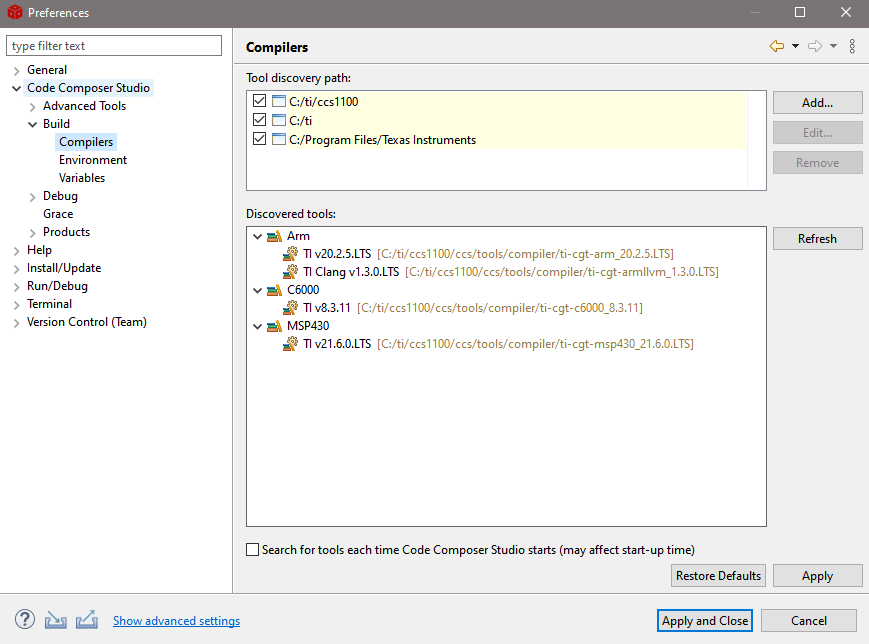 Preferences
type filter text
General
Code Composer Studio
Advanced Tools
Build
Compilers
Environment
Variables
Debug
Grace
Products
Help
Install/Update
Run/Debug
Terminal
Version Control (Team)
Compilers
Tool discovery path:
C:/ti/ccs1100
C:/ti
C:/Program Files/Texas Instruments
Add...
Edit...
Remove
Discovered tools:
Arm
TI v20.2.5.LTS [C:/ti/ccs1100/ccs/tools/compiler/ti-cgt-arm_20.2.5.LTS]
TI Clang v1.3.0.LTS [C:/ti/ccs1100/ccs/tools/compiler/ti-cgt-armllvm_1.3.0.LTS]
C6000
TI v8.3.11 [C:/ti/ccs1100/ccs/tools/compiler/ti-cgt-c6000_8.3.11]
MSP430
TI v21.6.0.LTS [C:/ti/ccs1100/ccs/tools/compiler/ti-cgt-msp430_21.6.0.LTS]
Refresh
Search for tools each time Code Composer Studio starts (may affect start-up time)
Restore Defaults
Apply
?
Show advanced settings
Apply and Close
Cancel